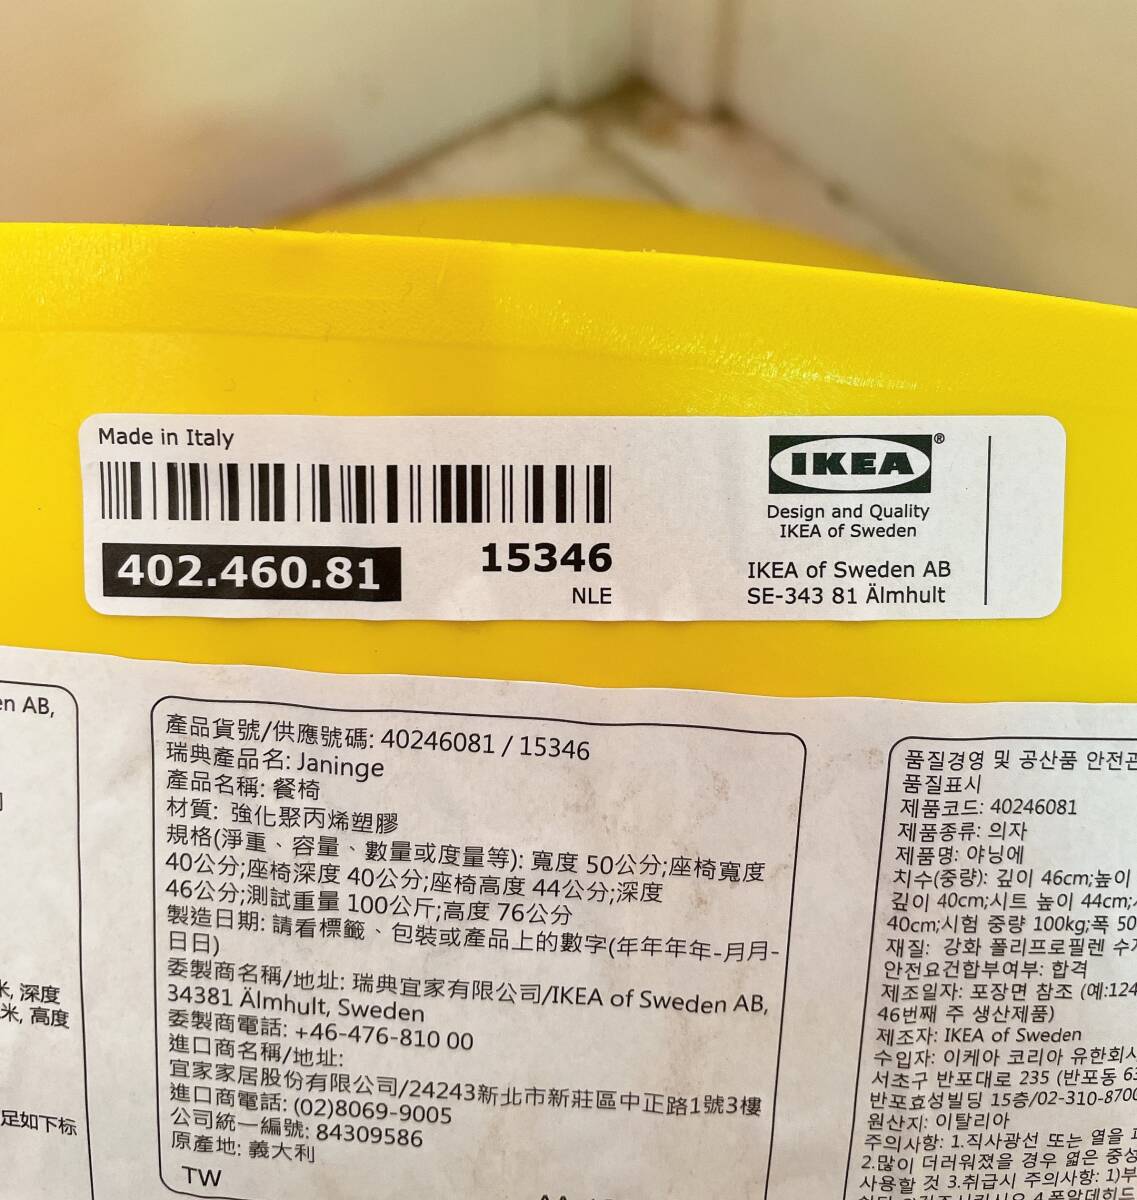 Made in Italy
402.460.81
15346
NLE
IKEA®
Design and Quality
IKEA of Sweden
IKEA of Sweden AB
SE-343 81 Älmhult
en AB,
深度
米, 高度
足如下标
產品貨號/供應號碼: 40246081 / 15346
瑞典產品名: Janinge
產品名稱: 餐椅
材質: 強化聚丙烯塑膠
規格(淨重、容量、數量或度量等): 寬度 50公分;座椅寬度
40公分;座椅深度 40公分;座椅高度 44公分;深度
46公分;測試重量 100公斤;高度 76公分
製造日期: 請看標籤、包裝或產品上的數字(年年年年-月月-
日日)
委製商名稱/地址: 瑞典宜家有限公司/IKEA of Sweden AB,
34381 Älmhult, Sweden
委製商電話: +46-476-810 00
進口商名稱/地址:
宜家家居股份有限公司/24243新北市新莊區中正路1號3樓
進口商電話: (02)8069-9005
公司統一編號: 84309586
原產地: 義大利
TW
품질경영 및 공산품 안전관
품질표시
제품코드: 40246081
제품종류: 의자
제품명: 야닝에
치수(중량): 깊이 46cm;높이
깊이 40cm;시트 높이 44cm;
40cm;시험 중량 100kg;폭 50
재질: 강화 폴리프로필렌 수
안전요건합부여부: 합격
제조일자: 포장면 참조 (예:124
46번째 주 생산제품)
제조자: IKEA of Sweden
수입자: 이케아 코리아 유한회사
서초구 반포대로 235 (반포동 63
반포효성빌딩 15층/02-310-8700
원산지: 이탈리아
주의사항: 1.직사광선 또는 열을
2.많이 더러워졌을 경우 엷은 중성
사용할 것 3.취급시 주의사항: 1)부